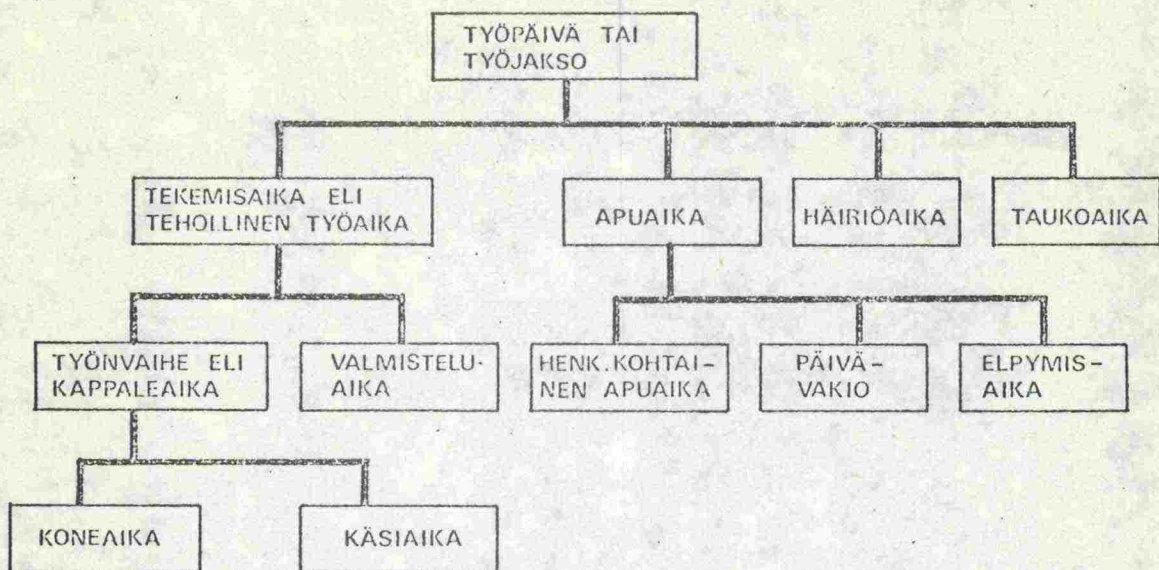 TYÖPÄIVÄ TAI
TYÖJAKSO
TEKEMISAIKA ELI
TEHOLLINEN TYÖAIKA
APUAIKA
HÄIRIÖAIKA
TAUKOAIKA
TYÖNVAIHE ELI
KAPPALEAIKA
VALMISTELU-
AIKA
HENK.KOHTAI-
NEN APUAIKA
PÄIVÄ-
VAKIO
ELPYMIS-
AIKA
KONEAIKA
KÄSIAIKA